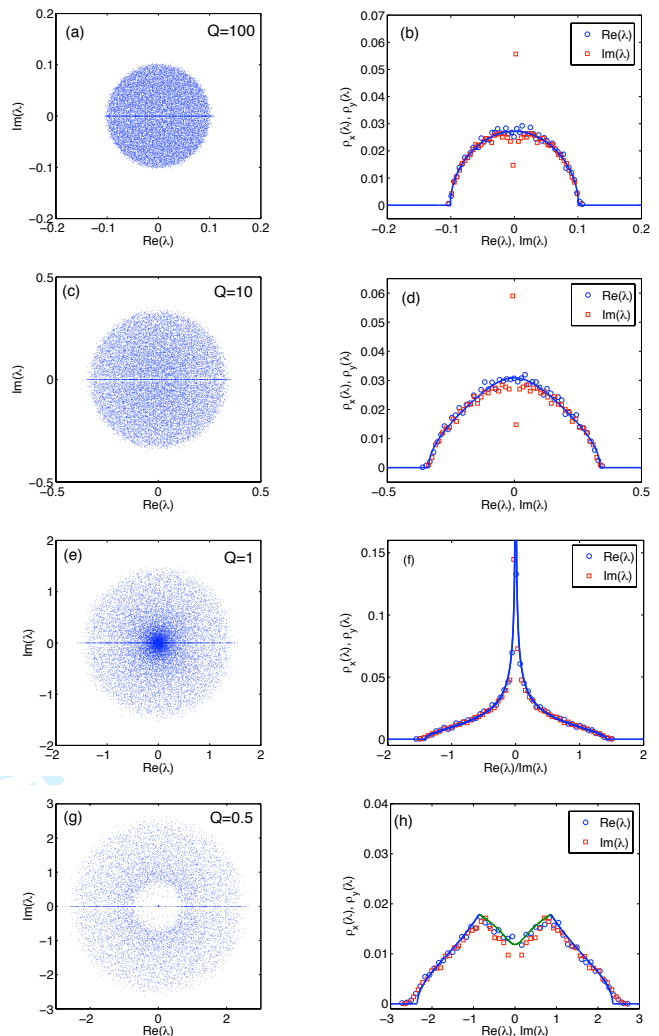 (a) Q=100
Im(λ)
0.2
0.1
0
−0.1
−0.2
−0.2 −0.1 0 0.1 0.2
Re(λ)
(b)
Re(λ)
Im(λ)
ρx(λ), ρy(λ)
0.07
0.06
0.05
0.04
0.03
0.02
0.01
0
−0.2 −0.1 0 0.1 0.2
Re(λ), Im(λ)
(c) Q=10
Im(λ)
0.5
0
−0.5
−0.5 0 0.5
Re(λ)
(d)
Re(λ)
Im(λ)
ρx(λ), ρy(λ)
0.06
0.05
0.04
0.03
0.02
0.01
0
−0.5 0 0.5
Re(λ), Im(λ)
(e) Q=1
Im(λ)
2
1
0
−1
−2
−2 −1 0 1 2
Re(λ)
(f)
Re(λ)
Im(λ)
ρx(λ), ρy(λ)
0.15
0.1
0.05
0
−2 −1 0 1 2
Re(λ)/Im(λ)
(g) Q=0.5
Im(λ)
3
2
1
0
−1
−2
−3
−2 0 2
Re(λ)
(h)
Re(λ)
Im(λ)
ρx(λ), ρy(λ)
0.04
0.03
0.02
0.01
0
−3 −2 −1 0 1 2 3
Re(λ), Im(λ)